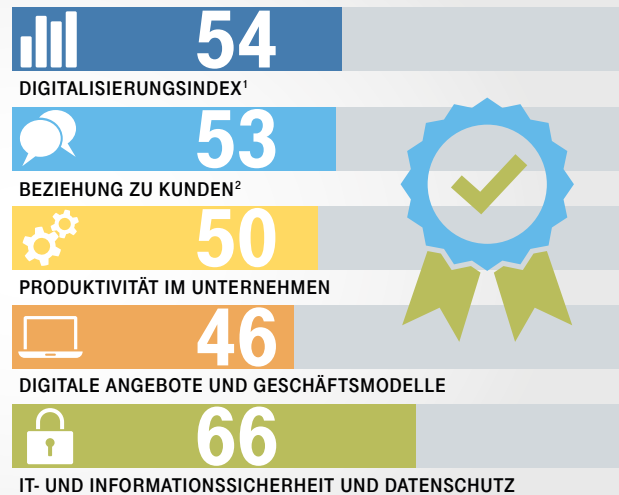 54
DIGITALISIERUNGSINDEX¹
53
BEZIEHUNG ZU KUNDEN²
50
PRODUKTIVITÄT IM UNTERNEHMEN
46
DIGITALE ANGEBOTE UND GESCHÄFTSMODELLE
66
IT- UND INFORMATIONSSICHERHEIT UND DATENSCHUTZ